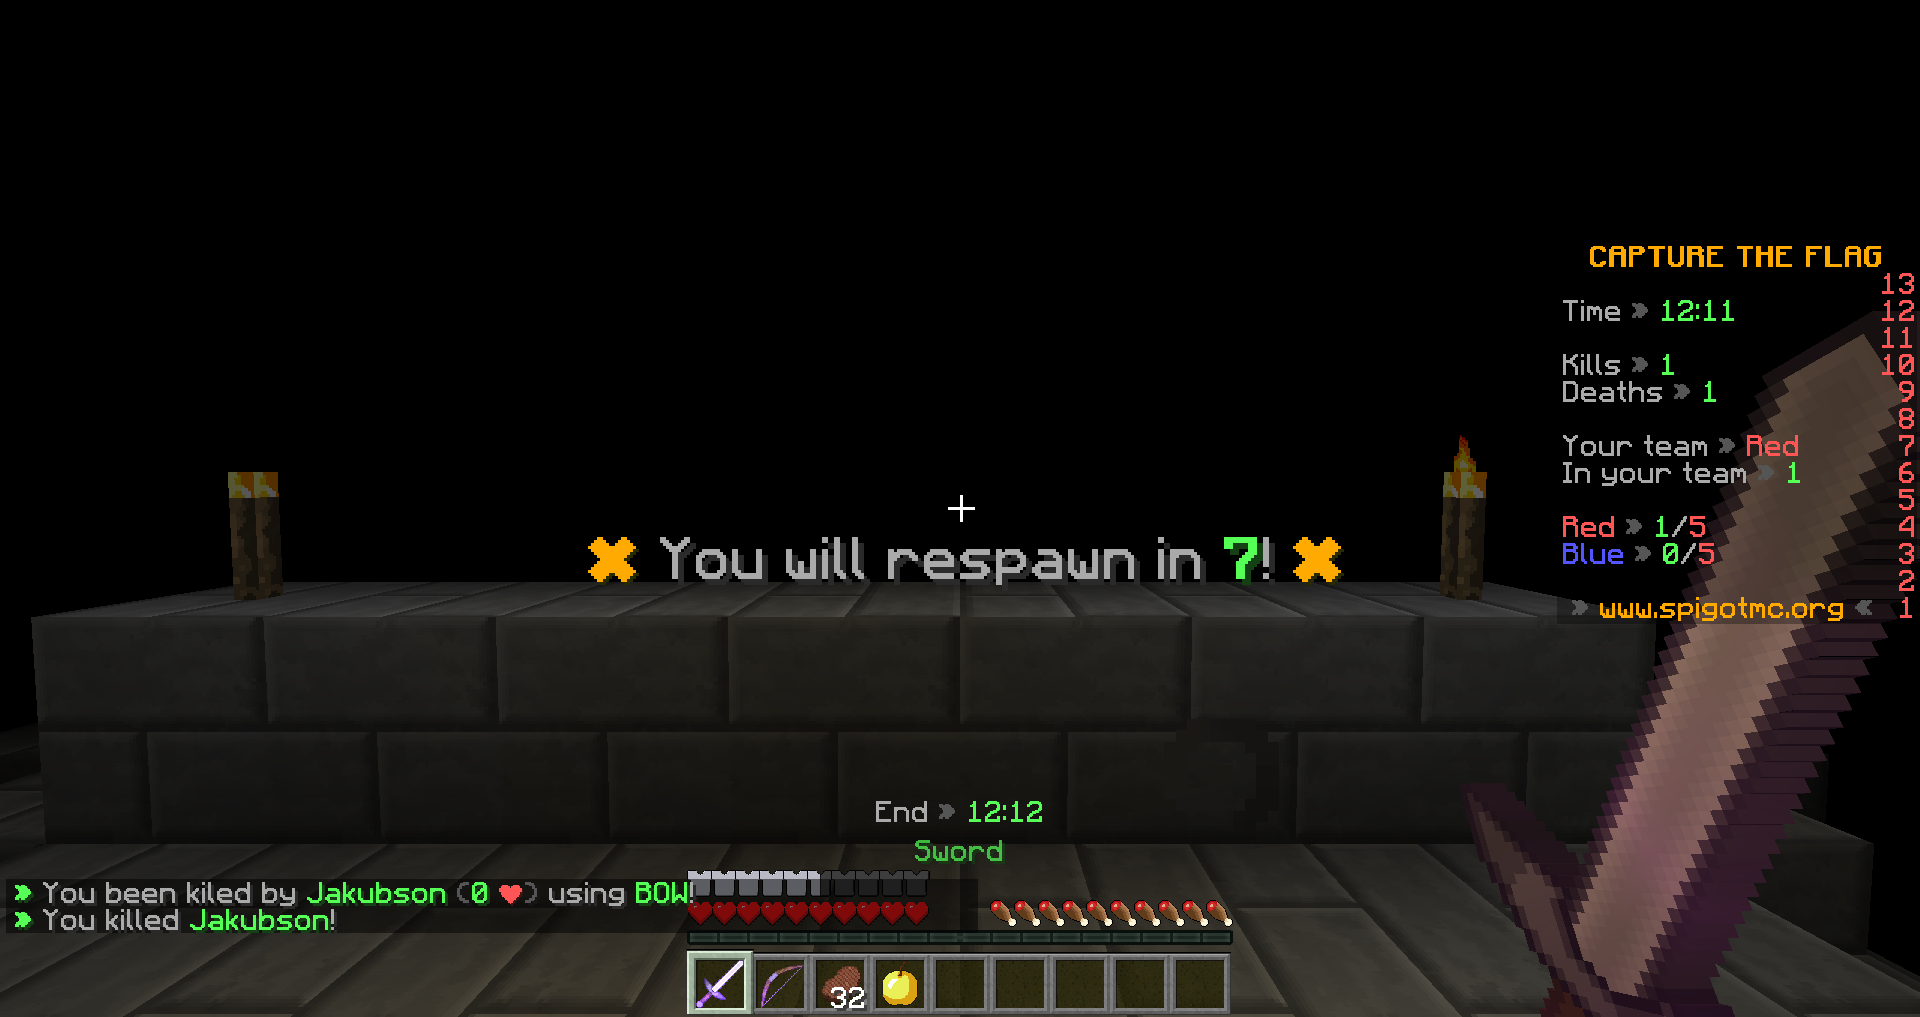 CAPTURE THE FLAG
13
Time » 12:11 12
11
Kills » 1 10
Deaths » 1 9
8
Your team » Red 7
In your team » 1 6
5
Red » 1/5 4
Blue » 0/5 3
2
» www.spigotmc.org « 1
✖ You will respawn in 7! ✖
End » 12:12
Sword
» You been kiled by Jakubson (0 ❤) using BOW!
» You killed Jakubson!
32